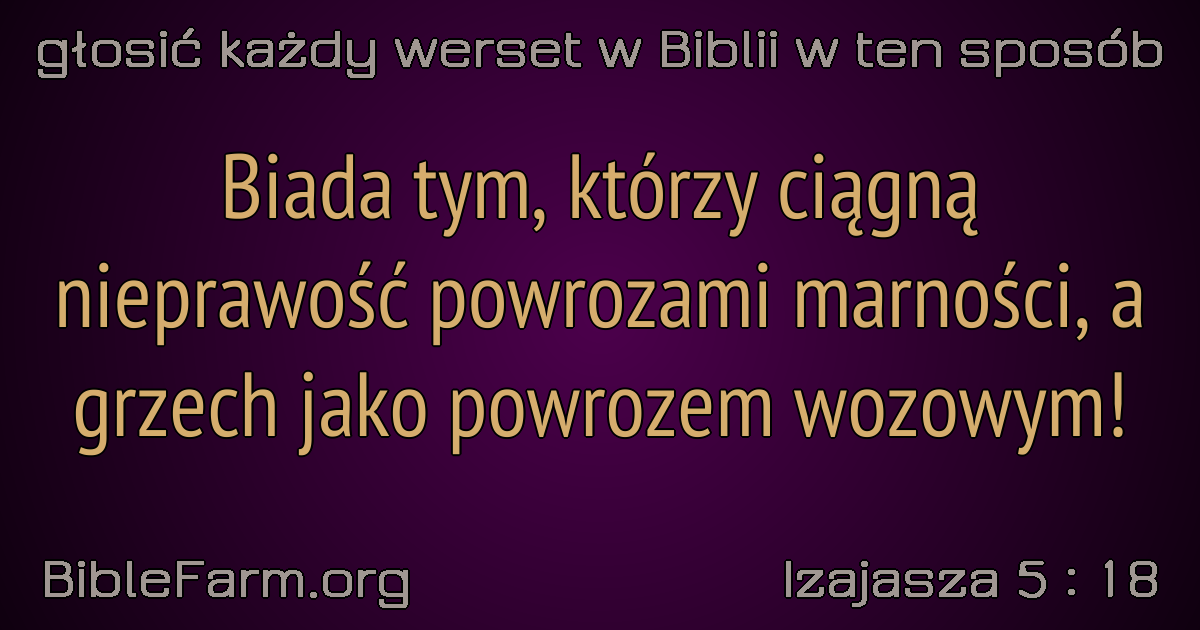 głosić każdy werset w Biblii w ten sposób
Biada tym, którzy ciągną
nieprawość powrozami marności, a
grzech jako powrozem wozowym!
BibleFarm.org
Izajasza 5 : 18